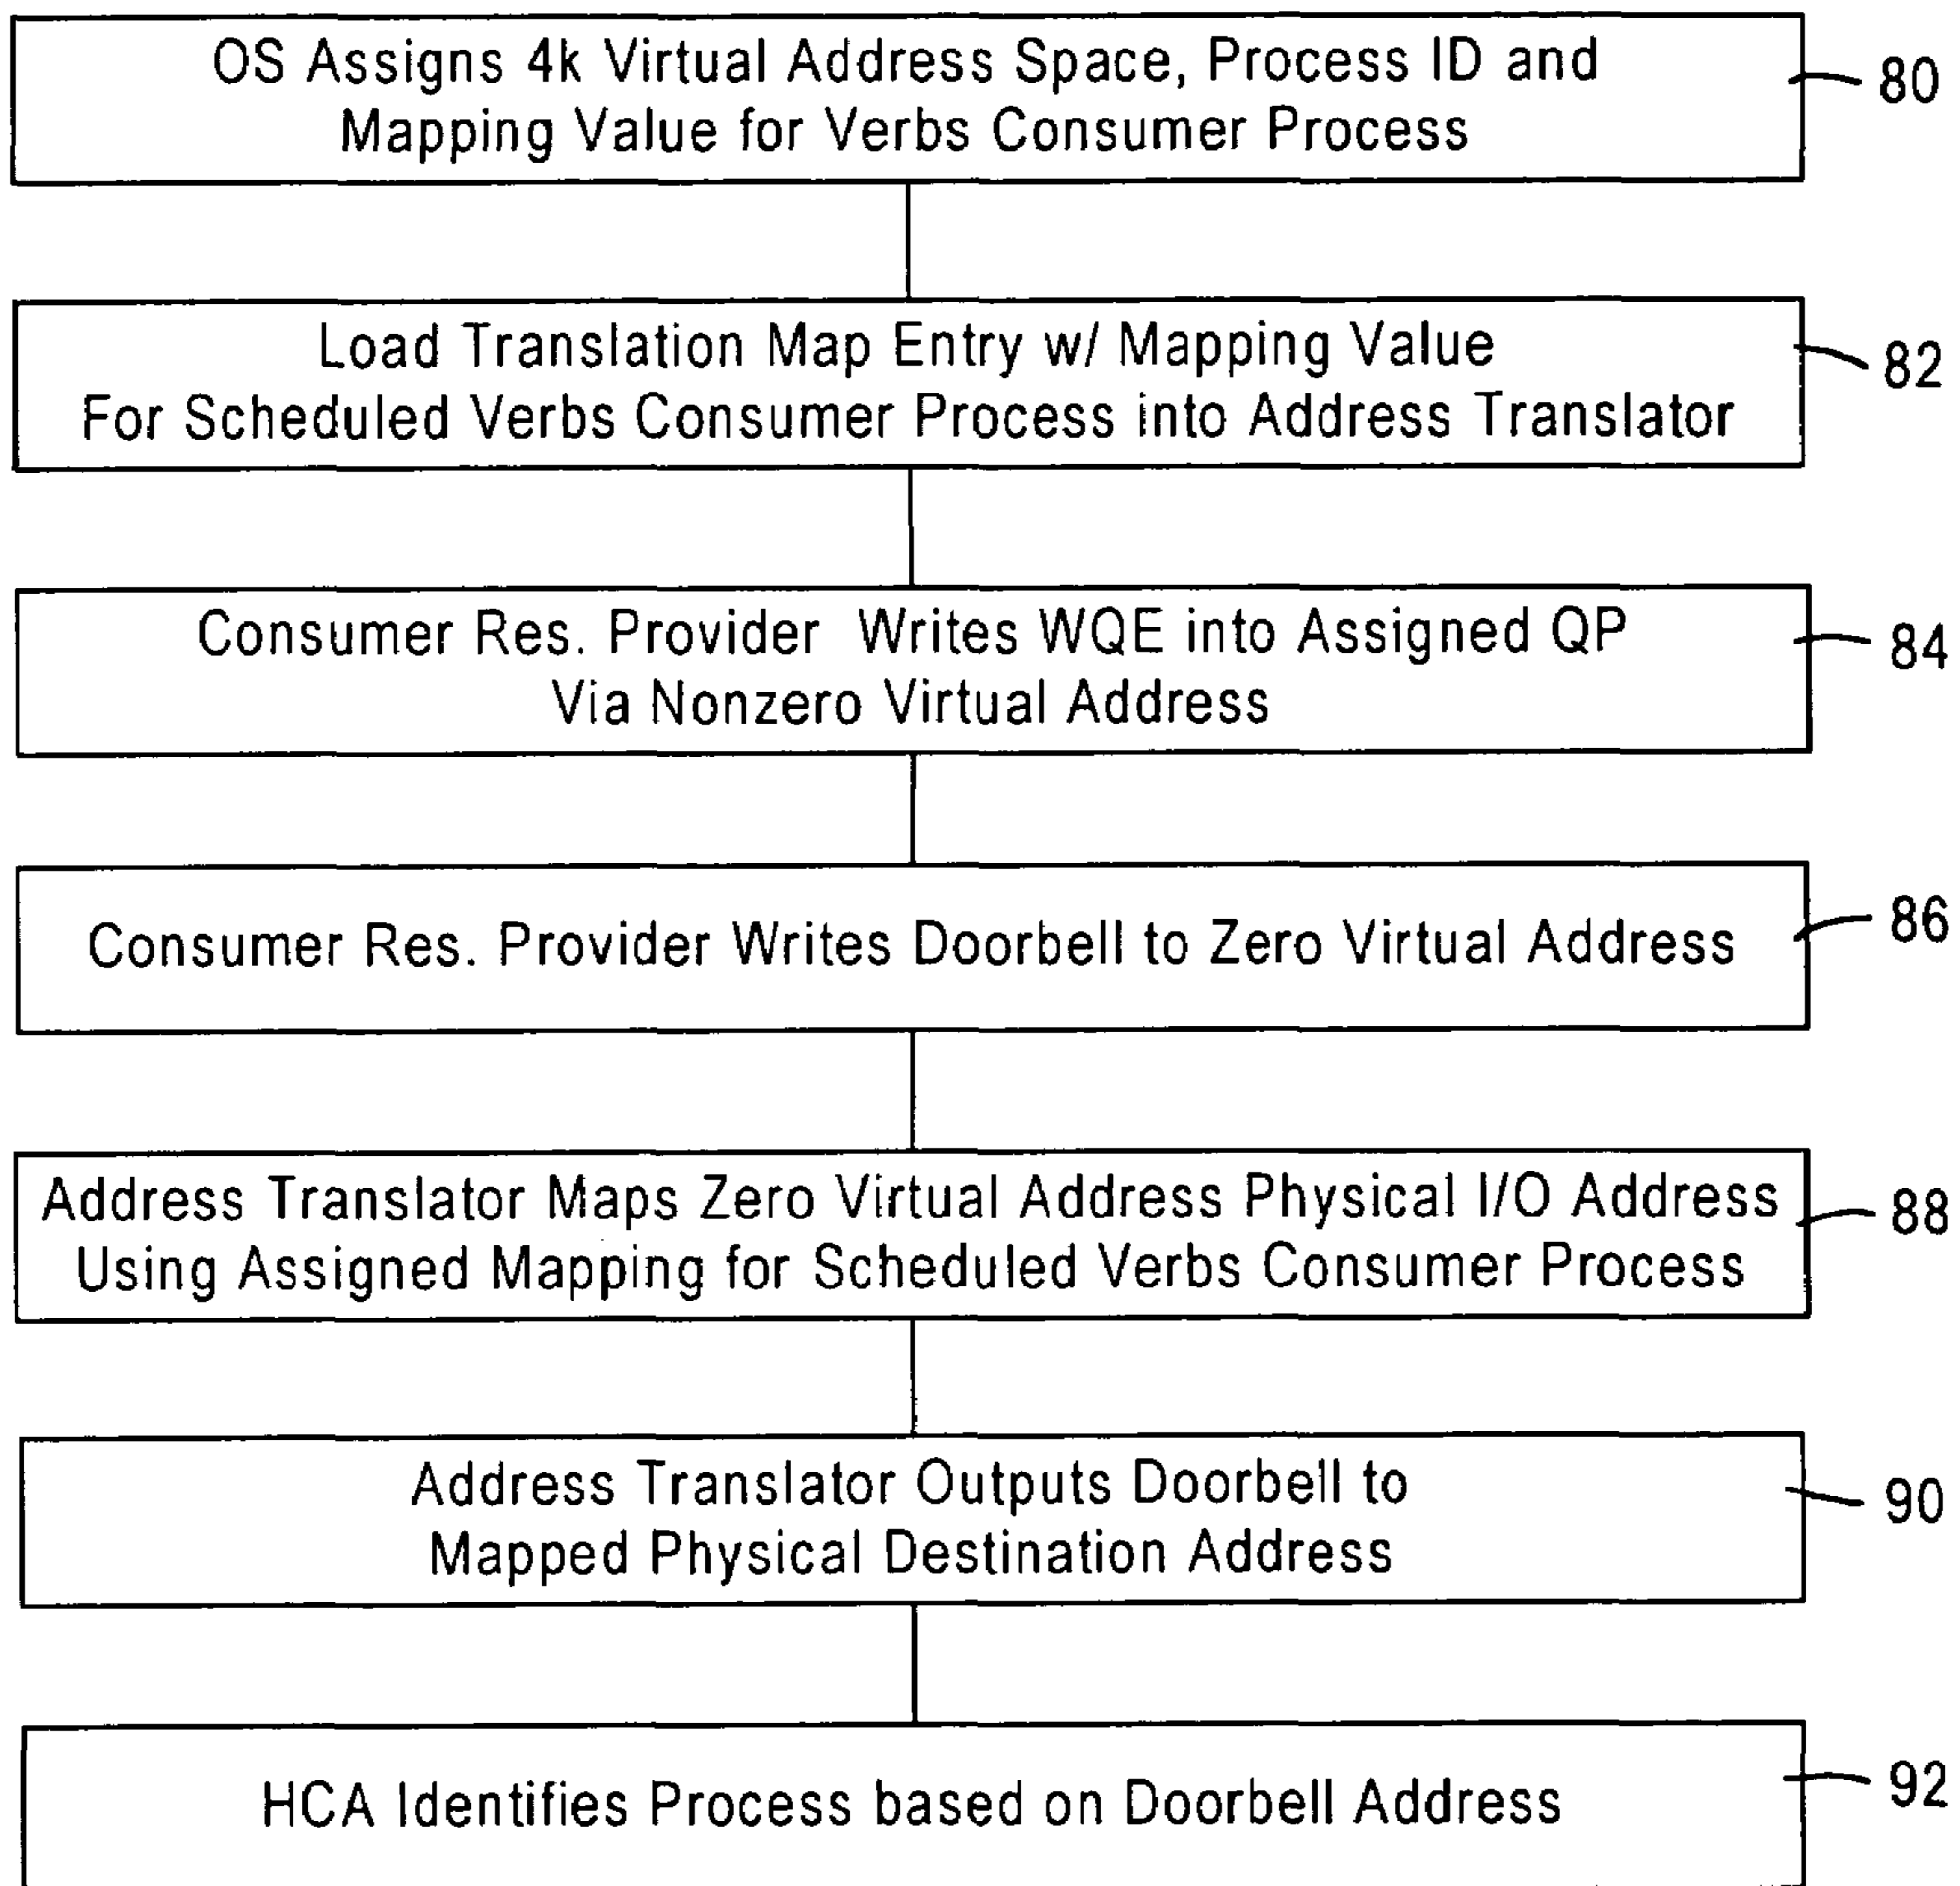 OS Assigns 4k Virtual Address Space, Process ID and
Mapping Value for Verbs Consumer Process
80
Load Translation Map Entry w/ Mapping Value
For Scheduled Verbs Consumer Process into Address Translator
82
Consumer Res. Provider Writes WQE into Assigned QP
Via Nonzero Virtual Address
84
Consumer Res. Provider Writes Doorbell to Zero Virtual Address
86
Address Translator Maps Zero Virtual Address Physical I/O Address
Using Assigned Mapping for Scheduled Verbs Consumer Process
88
Address Translator Outputs Doorbell to
Mapped Physical Destination Address
90
HCA Identifies Process based on Doorbell Address
92